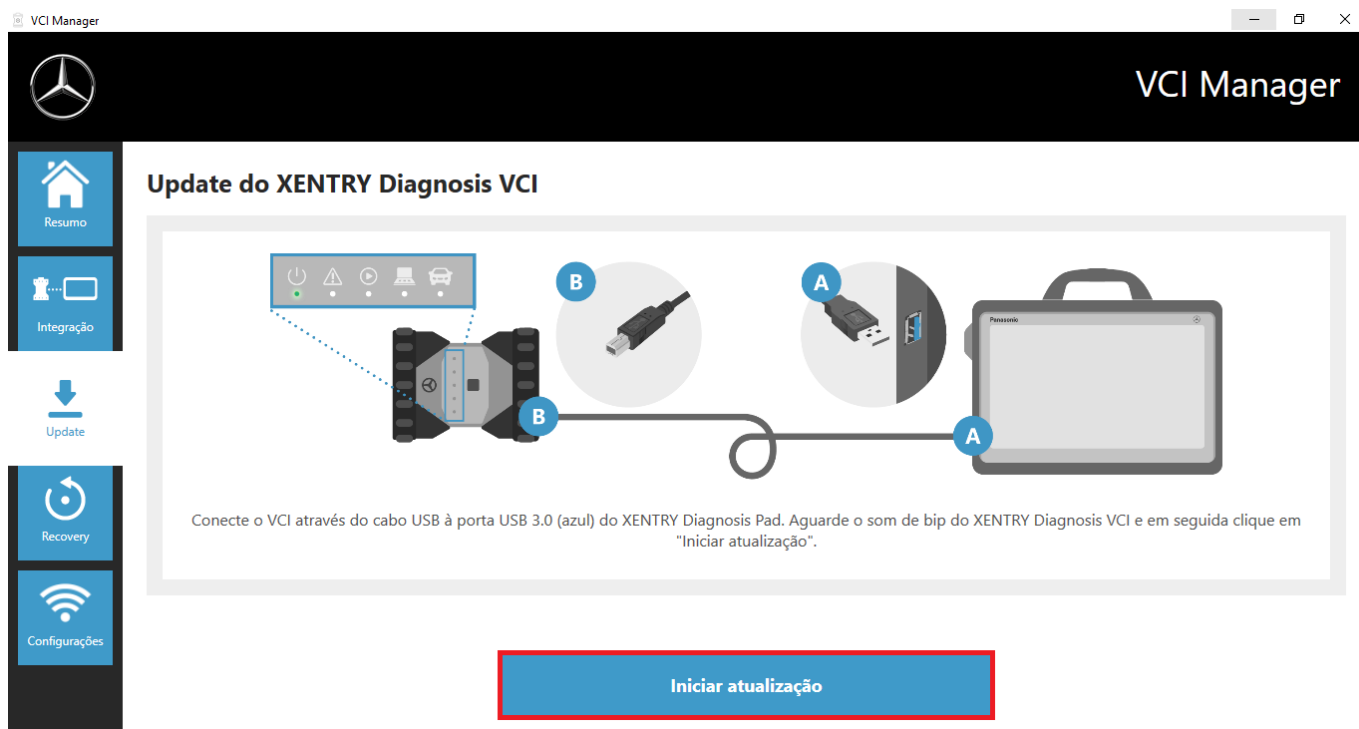 VCI Manager
VCI Manager
Resumo
Integração
Update
Recovery
Configurações
Update do XENTRY Diagnosis VCI
B
A
Panasonic
B
A
Conecte o VCI através do cabo USB à porta USB 3.0 (azul) do XENTRY Diagnosis Pad. Aguarde o som de bip do XENTRY Diagnosis VCI e em seguida clique em
"Iniciar atualização".
Iniciar atualização